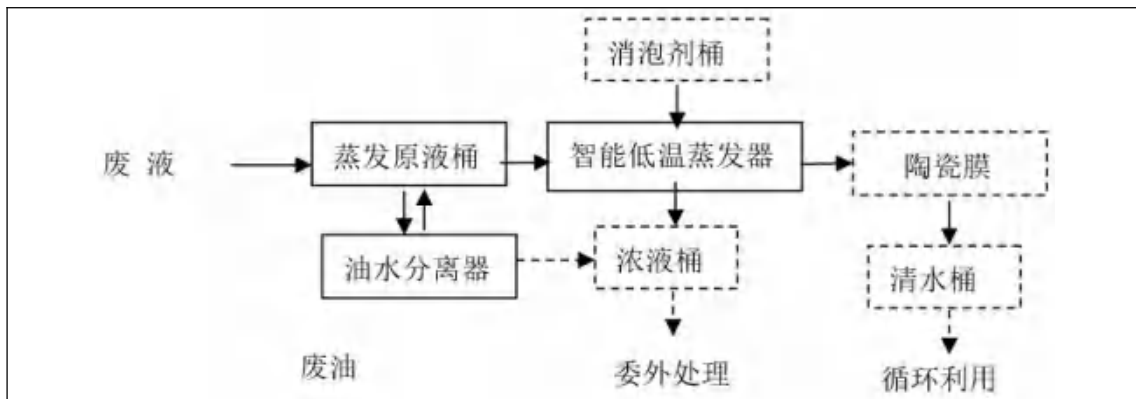 消泡剂桶
废 液
蒸发原液桶
智能低温蒸发器
陶瓷膜
油水分离器
浓液桶
清水桶
废油
委外处理
循环利用